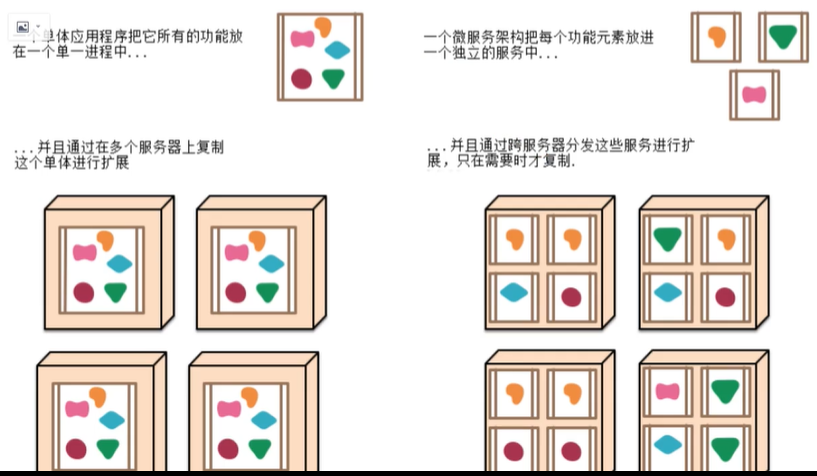 一个单体应用程序把它所有的功能放
在一个单一进程中...
...并且通过在多个服务器上复制
这个单体进行扩展
一个微服务架构把每个功能元素放进
一个独立的服务中...
...并且通过跨服务器分发这些服务进行扩
展，只在需要时才复制.